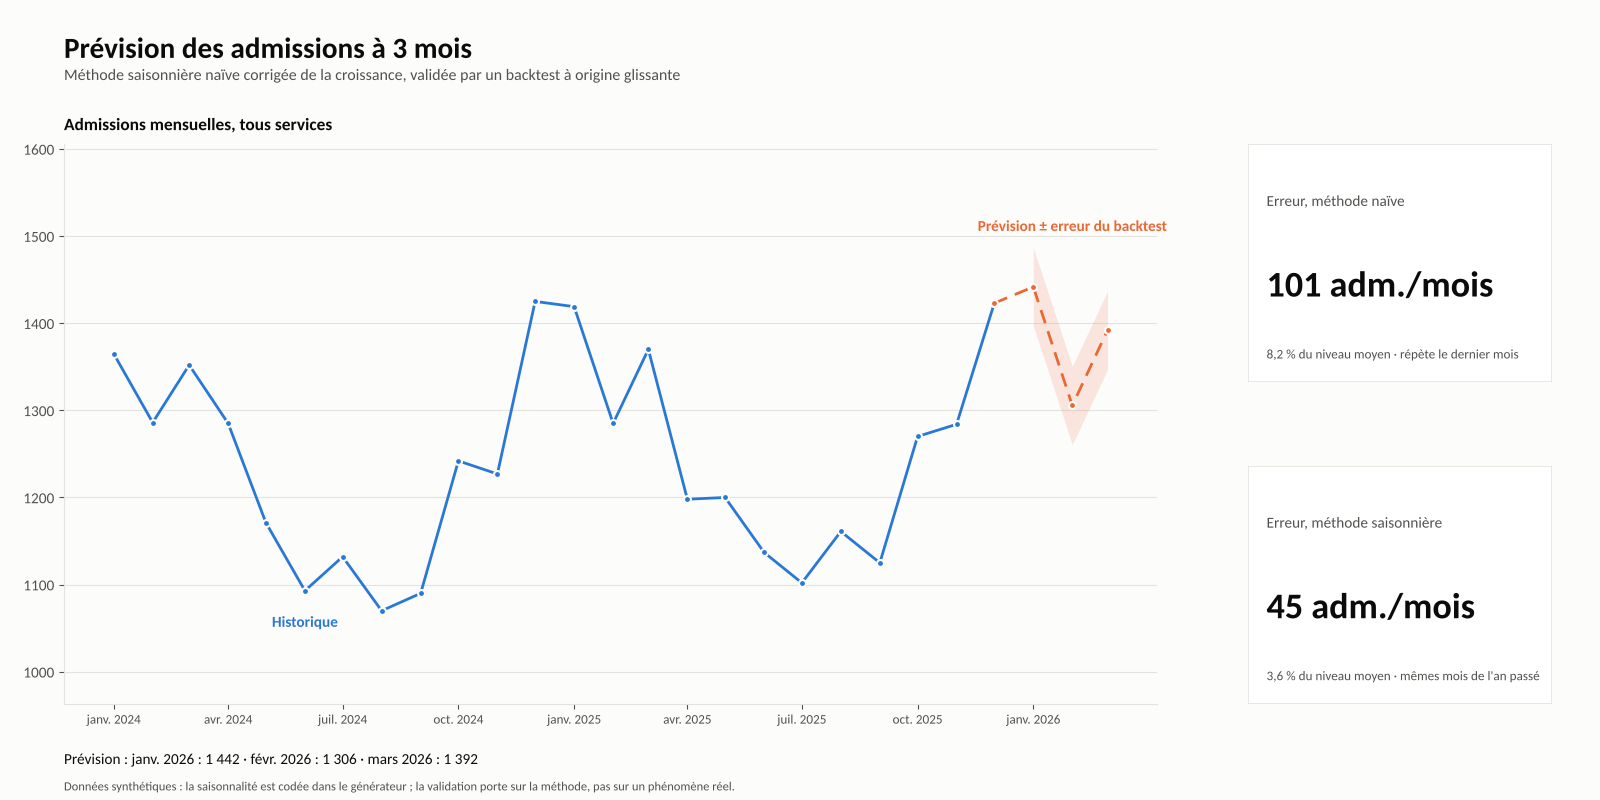 Prévision des admissions à 3 mois
Méthode saisonnière naïve corrigée de la croissance, validée par un backtest à origine glissante
Admissions mensuelles, tous services
1600
1500
1400
1300
1200
1100
1000
Prévision ± erreur du backtest
Historique
janv. 2024
avr. 2024
juil. 2024
oct. 2024
janv. 2025
avr. 2025
juil. 2025
oct. 2025
janv. 2026
Erreur, méthode naïve
101 adm./mois
8,2 % du niveau moyen · répète le dernier mois
Erreur, méthode saisonnière
45 adm./mois
3,6 % du niveau moyen · mêmes mois de l'an passé
Prévision : janv. 2026 : 1 442 · févr. 2026 : 1 306 · mars 2026 : 1 392
Données synthétiques : la saisonnalité est codée dans le générateur ; la validation porte sur la méthode, pas sur un phénomène réel.